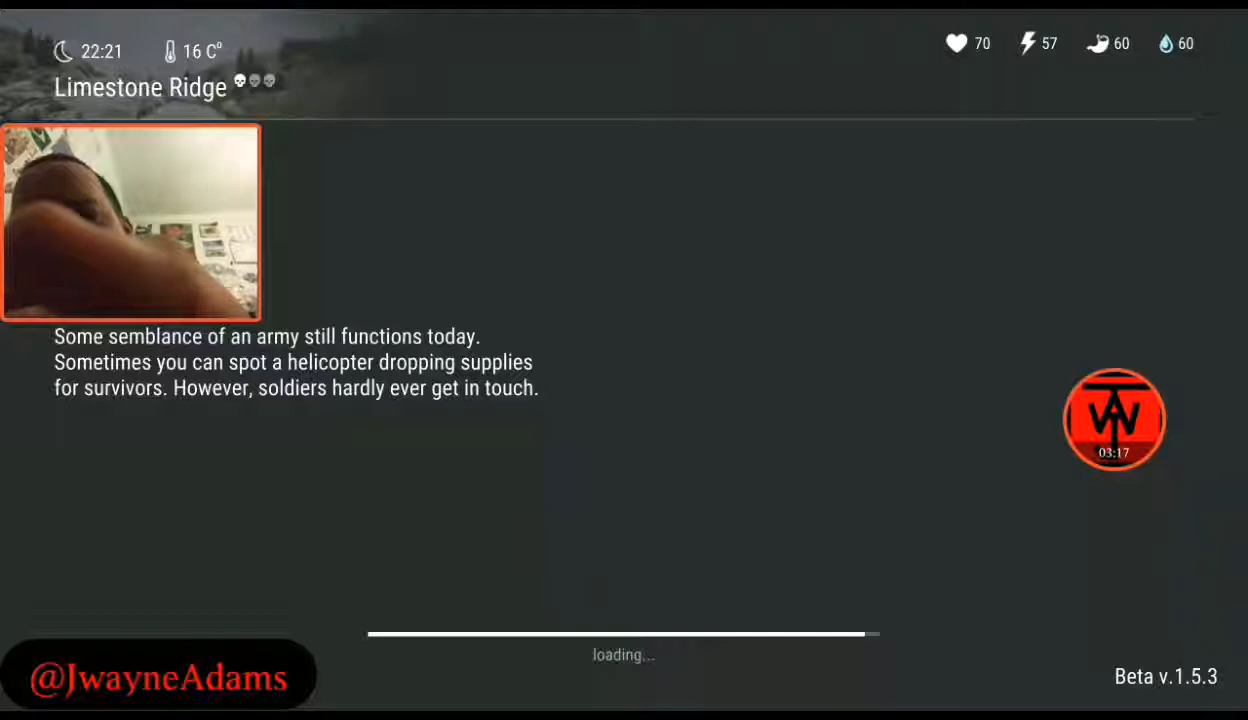 22:21 16 C°
70 57 60 60
Limestone Ridge
Some semblance of an army still functions today.
Sometimes you can spot a helicopter dropping supplies
for survivors. However, soldiers hardly ever get in touch.
03:17
loading...
@JwayneAdams
Beta v.1.5.3